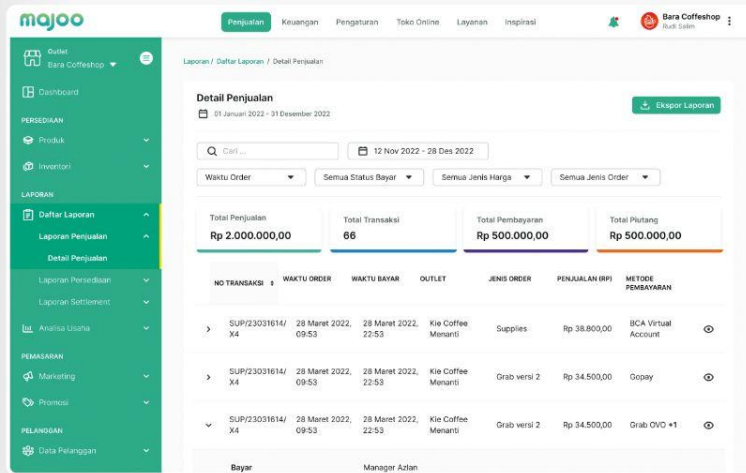 majoo
Penjualan Keuangan Pengaturan Toko Online Layanan Inspirasi
Bara Coffeshop
Rudi Salim
Outlet
Bara Coffeshop
Laporan / Daftar Laporan / Detail Penjualan
Dashboard
PERSEDIAAN
Produk
Inventori
LAPORAN
Daftar Laporan
Laporan Penjualan
Detail Penjualan
Laporan Persediaan
Laporan Settlement
Analisa Usaha
PEMASARAN
Marketing
Promosi
PELANGGAN
Data Pelanggan
Detail Penjualan
01 Januari 2022 - 31 Desember 2022
Ekspor Laporan
Cari ...
12 Nov 2022 - 28 Des 2022
Waktu Order Semua Status Bayar Semua Jenis Harga Semua Jenis Order
Total Penjualan Total Transaksi Total Pembayaran Total Piutang
Rp 2.000.000,00 66 Rp 500.000,00 Rp 500.000,00
NO TRANSAKSI WAKTU ORDER WAKTU BAYAR OUTLET JENIS ORDER PENJUALAN (RP) METODE
PEMBAYARAN
SUP/23031614/ 28 Maret 2022, 28 Maret 2022, Kie Coffee Supplies Rp 38.800,00 BCA Virtual
X4 09:53 22:53 Menanti Account
SUP/23031614/ 28 Maret 2022, 28 Maret 2022, Kie Coffee Grab versi 2 Rp 34.500,00 Gopay
X4 09:53 22:53 Menanti
SUP/23031614/ 28 Maret 2022, 28 Maret 2022, Kie Coffee Grab versi 2 Rp 34.500,00 Grab OVO +1
X4 09:53 22:53 Menanti
Bayar Manager Azlan